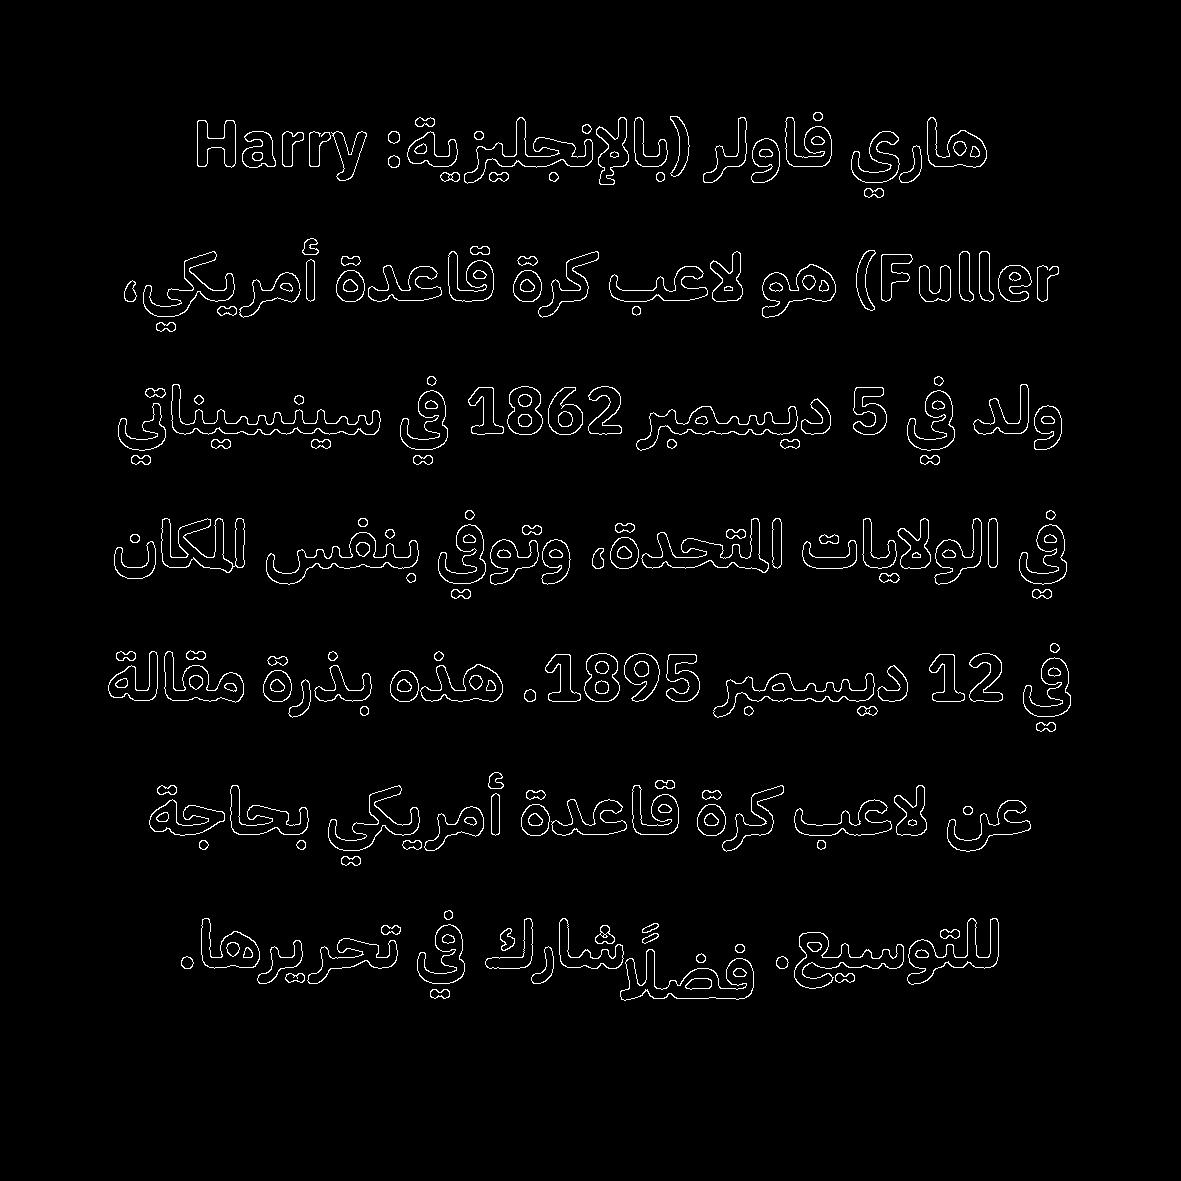 هاري فاولر (بالإنجليزية: Harry
Fuller) هو لاعب كرة قاعدة أمريكي،
ولد في 5 ديسمبر 1862 في سينسيناتي
في الولايات المتحدة، وتوفي بنفس المكان
في 12 ديسمبر 1895. هذه بذرة مقالة
عن لاعب كرة قاعدة أمريكي بحاجة
للتوسيع. فضلًا شارك في تحريرها.